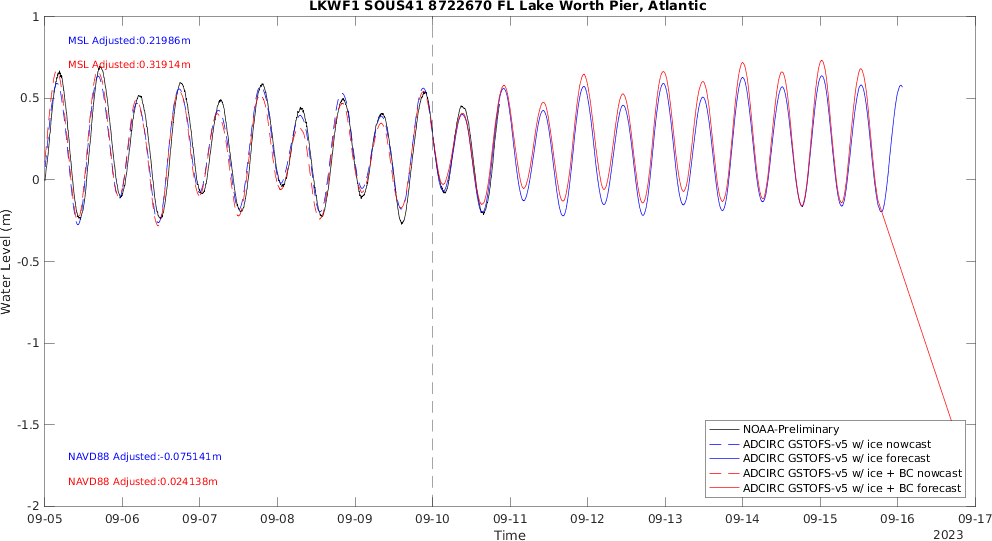 LKWF1 SOUS41 8722670 FL Lake Worth Pier, Atlantic
MSL Adjusted:0.21986m
MSL Adjusted:0.31914m
1
0.5
0
-0.5
-1
-1.5
-2
Water Level (m)
NAVD88 Adjusted:-0.075141m
NAVD88 Adjusted:0.024138m
NOAA-Preliminary
ADCIRC GSTOFS-v5 w/ ice nowcast
ADCIRC GSTOFS-v5 w/ ice forecast
ADCIRC GSTOFS-v5 w/ ice + BC nowcast
ADCIRC GSTOFS-v5 w/ ice + BC forecast
09-05 09-06 09-07 09-08 09-09 09-10 09-11 09-12 09-13 09-14 09-15 09-16 09-17
Time
2023